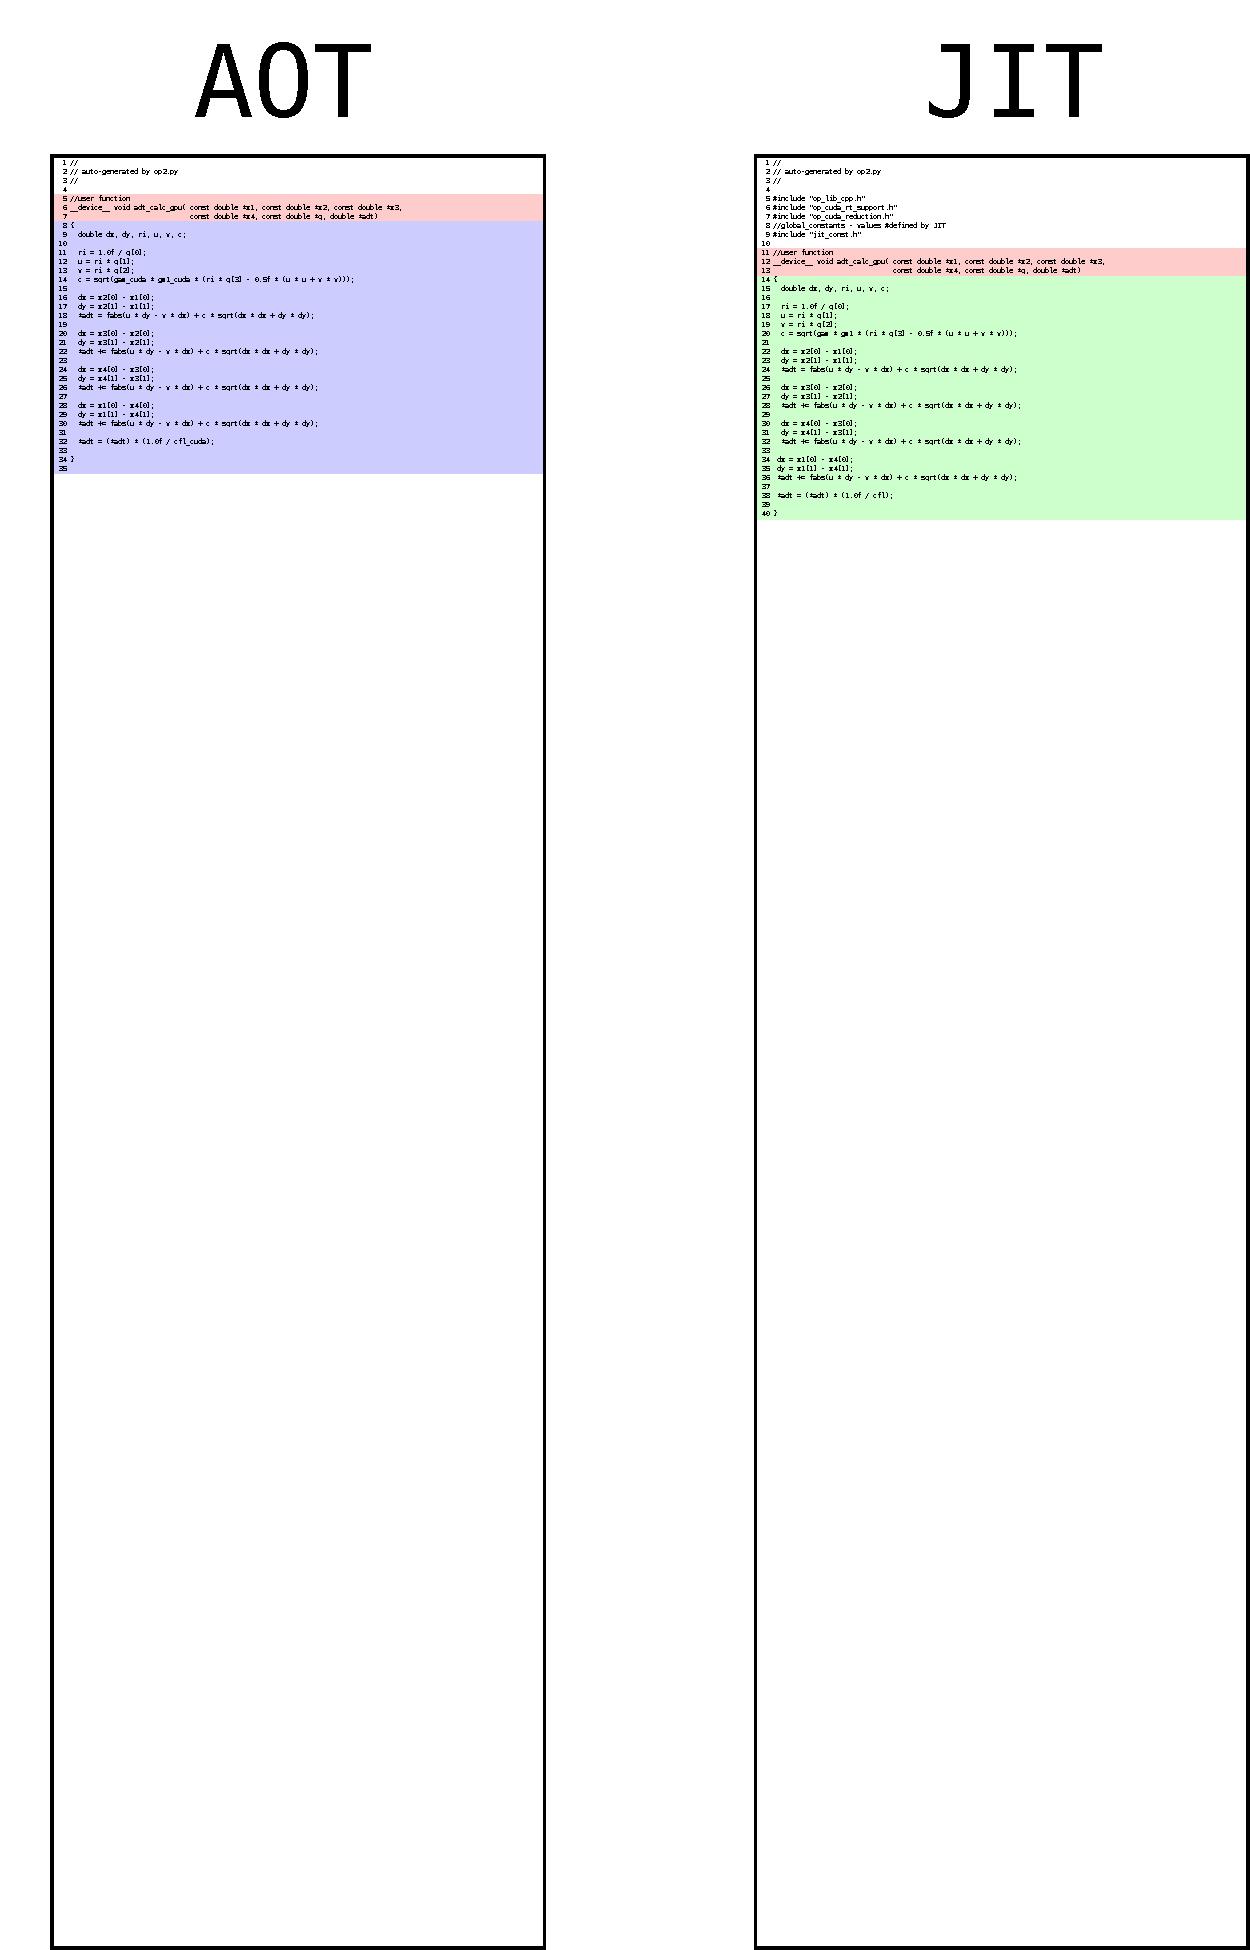 AOT
1 //
2 // auto-generated by op2.py
3 //
4
5 //user function
6 __device__ void adt_calc_gpu( const double *x1, const double *x2, const double *x3,
7 const double *x4, const double *q, double *adt)
8 {
9 double dx, dy, ri, u, v, c;
10
11 ri = 1.0f / q[0];
12 u = ri * q[1];
13 v = ri * q[2];
14 c = sqrt(gam_cuda * gm1_cuda * (ri * q[3] - 0.5f * (u * u + v * v)));
15
16 dx = x2[0] - x1[0];
17 dy = x2[1] - x1[1];
18 *adt = fabs(u * dy - v * dx) + c * sqrt(dx * dx + dy * dy);
19
20 dx = x3[0] - x2[0];
21 dy = x3[1] - x2[1];
22 *adt += fabs(u * dy - v * dx) + c * sqrt(dx * dx + dy * dy);
23
24 dx = x4[0] - x3[0];
25 dy = x4[1] - x3[1];
26 *adt += fabs(u * dy - v * dx) + c * sqrt(dx * dx + dy * dy);
27
28 dx = x1[0] - x4[0];
29 dy = x1[1] - x4[1];
30 *adt += fabs(u * dy - v * dx) + c * sqrt(dx * dx + dy * dy);
31
32 *adt = (*adt) * (1.0f / cfl_cuda);
33
34 }
35
JIT
1 //
2 // auto-generated by op2.py
3 //
4
5 #include "op_lib_cpp.h"
6 #include "op_cuda_rt_support.h"
7 #include "op_cuda_reduction.h"
8 //global_constants - values #defined by JIT
9 #include "jit_const.h"
10
11 //user function
12 __device__ void adt_calc_gpu( const double *x1, const double *x2, const double *x3,
13 const double *x4, const double *q, double *adt)
14 {
15 double dx, dy, ri, u, v, c;
16
17 ri = 1.0f / q[0];
18 u = ri * q[1];
19 v = ri * q[2];
20 c = sqrt(gam * gm1 * (ri * q[3] - 0.5f * (u * u + v * v)));
21
22 dx = x2[0] - x1[0];
23 dy = x2[1] - x1[1];
24 *adt = fabs(u * dy - v * dx) + c * sqrt(dx * dx + dy * dy);
25
26 dx = x3[0] - x2[0];
27 dy = x3[1] - x2[1];
28 *adt += fabs(u * dy - v * dx) + c * sqrt(dx * dx + dy * dy);
29
30 dx = x4[0] - x3[0];
31 dy = x4[1] - x3[1];
32 *adt += fabs(u * dy - v * dx) + c * sqrt(dx * dx + dy * dy);
33
34 dx = x1[0] - x4[0];
35 dy = x1[1] - x4[1];
36 *adt += fabs(u * dy - v * dx) + c * sqrt(dx * dx + dy * dy);
37
38 *adt = (*adt) * (1.0f / cfl);
39
40 }